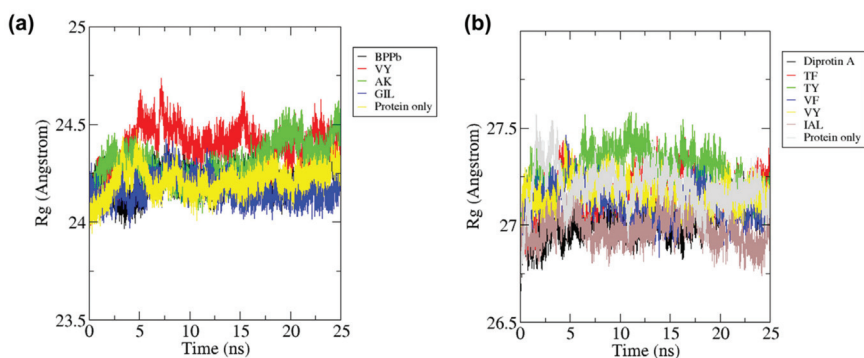 (a)
25
24.5
24
23.5
Rg (Angstrom)
0 5 10 15 20 25
Time (ns)
BPPb
VY
AK
GIL
Protein only
(b)
27.5
27
26.5
Rg (Angstrom)
0 5 10 15 20 25
Time (ns)
Diprotin A
TF
TY
VF
VY
IAL
Protein only